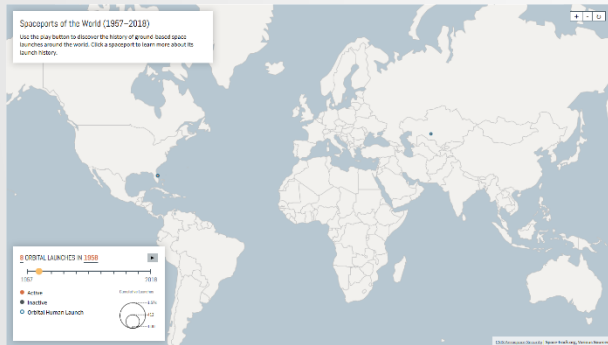 Spaceports of the World (1957–2018)
Use the play button to discover the history of ground-based space
launches around the world. Click a spaceport to learn more about its
launch history.
+ - U
8 ORBITAL LAUNCHES IN 1958
1957 2018
Active
Inactive
Orbital Human Launch